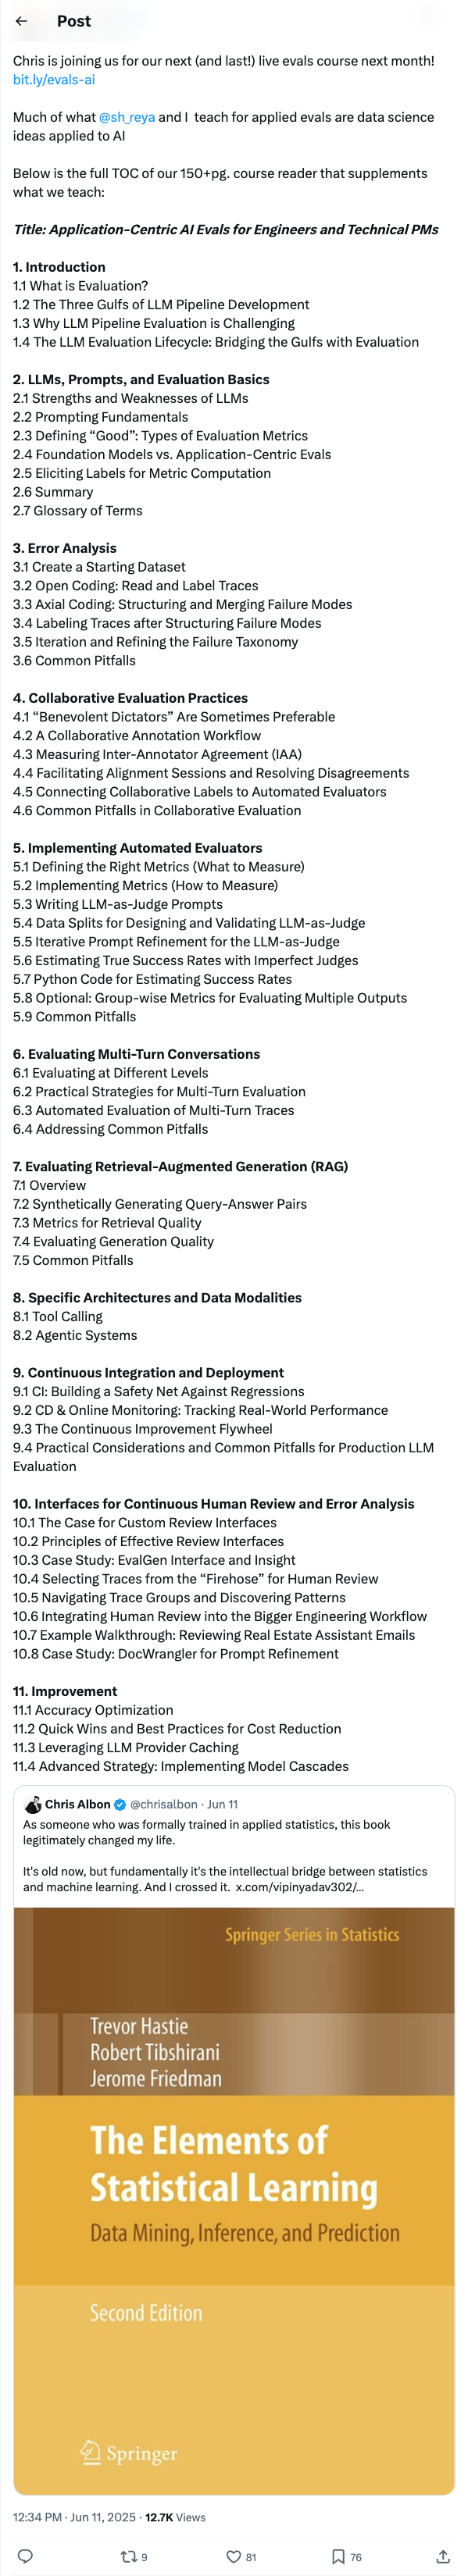 Post
Chris is joining us for our next (and last!) live evals course next month!
bit.ly/evals-ai
Much of what @sh_reya and I teach for applied evals are data science
ideas applied to AI
Below is the full TOC of our 150+pg. course reader that supplements
what we teach:
Title: Application-Centric AI Evals for Engineers and Technical PMs
1. Introduction
1.1 What is Evaluation?
1.2 The Three Gulfs of LLM Pipeline Development
1.3 Why LLM Pipeline Evaluation is Challenging
1.4 The LLM Evaluation Lifecycle: Bridging the Gulfs with Evaluation
2. LLMs, Prompts, and Evaluation Basics
2.1 Strengths and Weaknesses of LLMs
2.2 Prompting Fundamentals
2.3 Defining “Good”: Types of Evaluation Metrics
2.4 Foundation Models vs. Application-Centric Evals
2.5 Eliciting Labels for Metric Computation
2.6 Summary
2.7 Glossary of Terms
3. Error Analysis
3.1 Create a Starting Dataset
3.2 Open Coding: Read and Label Traces
3.3 Axial Coding: Structuring and Merging Failure Modes
3.4 Labeling Traces after Structuring Failure Modes
3.5 Iteration and Refining the Failure Taxonomy
3.6 Common Pitfalls
4. Collaborative Evaluation Practices
4.1 “Benevolent Dictators” Are Sometimes Preferable
4.2 A Collaborative Annotation Workflow
4.3 Measuring Inter-Annotator Agreement (IAA)
4.4 Facilitating Alignment Sessions and Resolving Disagreements
4.5 Connecting Collaborative Labels to Automated Evaluators
4.6 Common Pitfalls in Collaborative Evaluation
5. Implementing Automated Evaluators
5.1 Defining the Right Metrics (What to Measure)
5.2 Implementing Metrics (How to Measure)
5.3 Writing LLM-as-Judge Prompts
5.4 Data Splits for Designing and Validating LLM-as-Judge
5.5 Iterative Prompt Refinement for the LLM-as-Judge
5.6 Estimating True Success Rates with Imperfect Judges
5.7 Python Code for Estimating Success Rates
5.8 Optional: Group-wise Metrics for Evaluating Multiple Outputs
5.9 Common Pitfalls
6. Evaluating Multi-Turn Conversations
6.1 Evaluating at Different Levels
6.2 Practical Strategies for Multi-Turn Evaluation
6.3 Automated Evaluation of Multi-Turn Traces
6.4 Addressing Common Pitfalls
7. Evaluating Retrieval-Augmented Generation (RAG)
7.1 Overview
7.2 Synthetically Generating Query-Answer Pairs
7.3 Metrics for Retrieval Quality
7.4 Evaluating Generation Quality
7.5 Common Pitfalls
8. Specific Architectures and Data Modalities
8.1 Tool Calling
8.2 Agentic Systems
9. Continuous Integration and Deployment
9.1 CI: Building a Safety Net Against Regressions
9.2 CD & Online Monitoring: Tracking Real-World Performance
9.3 The Continuous Improvement Flywheel
9.4 Practical Considerations and Common Pitfalls for Production LLM
Evaluation
10. Interfaces for Continuous Human Review and Error Analysis
10.1 The Case for Custom Review Interfaces
10.2 Principles of Effective Review Interfaces
10.3 Case Study: EvalGen Interface and Insight
10.4 Selecting Traces from the “Firehose” for Human Review
10.5 Navigating Trace Groups and Discovering Patterns
10.6 Integrating Human Review into the Bigger Engineering Workflow
10.7 Example Walkthrough: Reviewing Real Estate Assistant Emails
10.8 Case Study: DocWrangler for Prompt Refinement
11. Improvement
11.1 Accuracy Optimization
11.2 Quick Wins and Best Practices for Cost Reduction
11.3 Leveraging LLM Provider Caching
11.4 Advanced Strategy: Implementing Model Cascades
Chris Albon @chrisalbon · Jun 11
As someone who was formally trained in applied statistics, this book
legitimately changed my life.
It's old now, but fundamentally it's the intellectual bridge between statistics
and machine learning. And I crossed it. x.com/vipinyadav302/...
Springer Series in Statistics
Trevor Hastie
Robert Tibshirani
Jerome Friedman
The Elements of
Statistical Learning
Data Mining, Inference, and Prediction
Second Edition
Springer
12:34 PM · Jun 11, 2025 · 12.7K Views
9 81 76